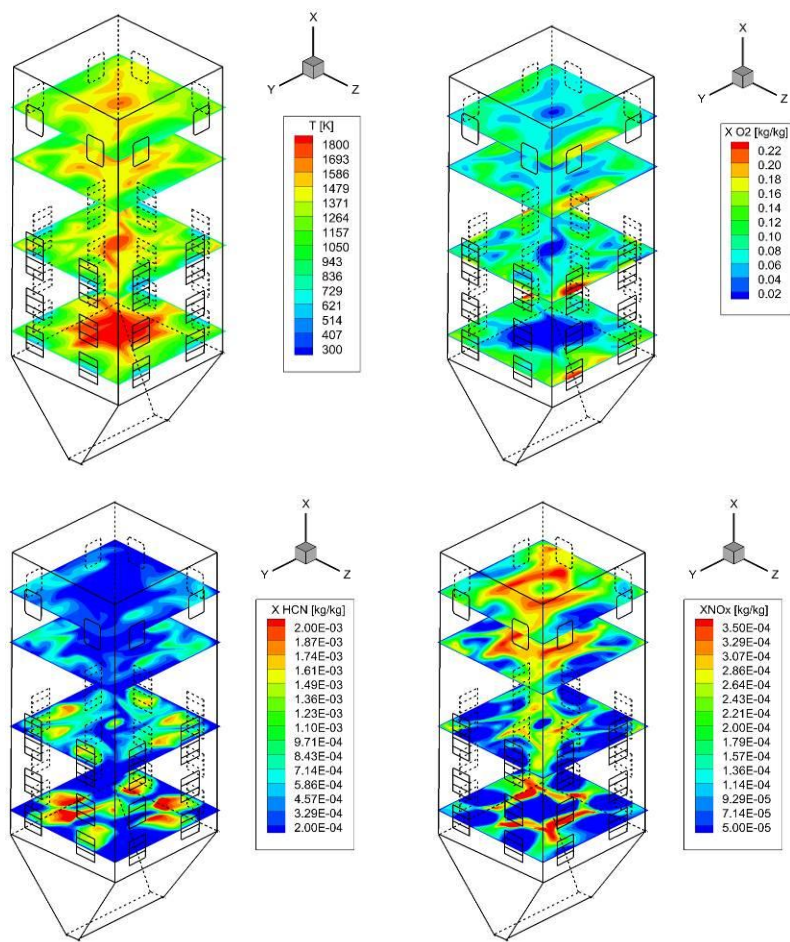 X
Y
Z
T [K]
1800
1693
1586
1479
1371
1264
1157
1050
943
836
729
621
514
407
300
X
Y
Z
X O2 [kg/kg]
0.22
0.20
0.18
0.16
0.14
0.12
0.10
0.08
0.06
0.04
0.02
X
Y
Z
X HCN [kg/kg]
2.00E-03
1.87E-03
1.74E-03
1.61E-03
1.49E-03
1.36E-03
1.23E-03
1.10E-03
9.71E-04
8.43E-04
7.14E-04
5.86E-04
4.57E-04
3.29E-04
2.00E-04
X
Y
Z
XNOx [kg/kg]
3.50E-04
3.29E-04
3.07E-04
2.86E-04
2.64E-04
2.43E-04
2.21E-04
2.00E-04
1.79E-04
1.57E-04
1.36E-04
1.14E-04
9.29E-05
7.14E-05
5.00E-05